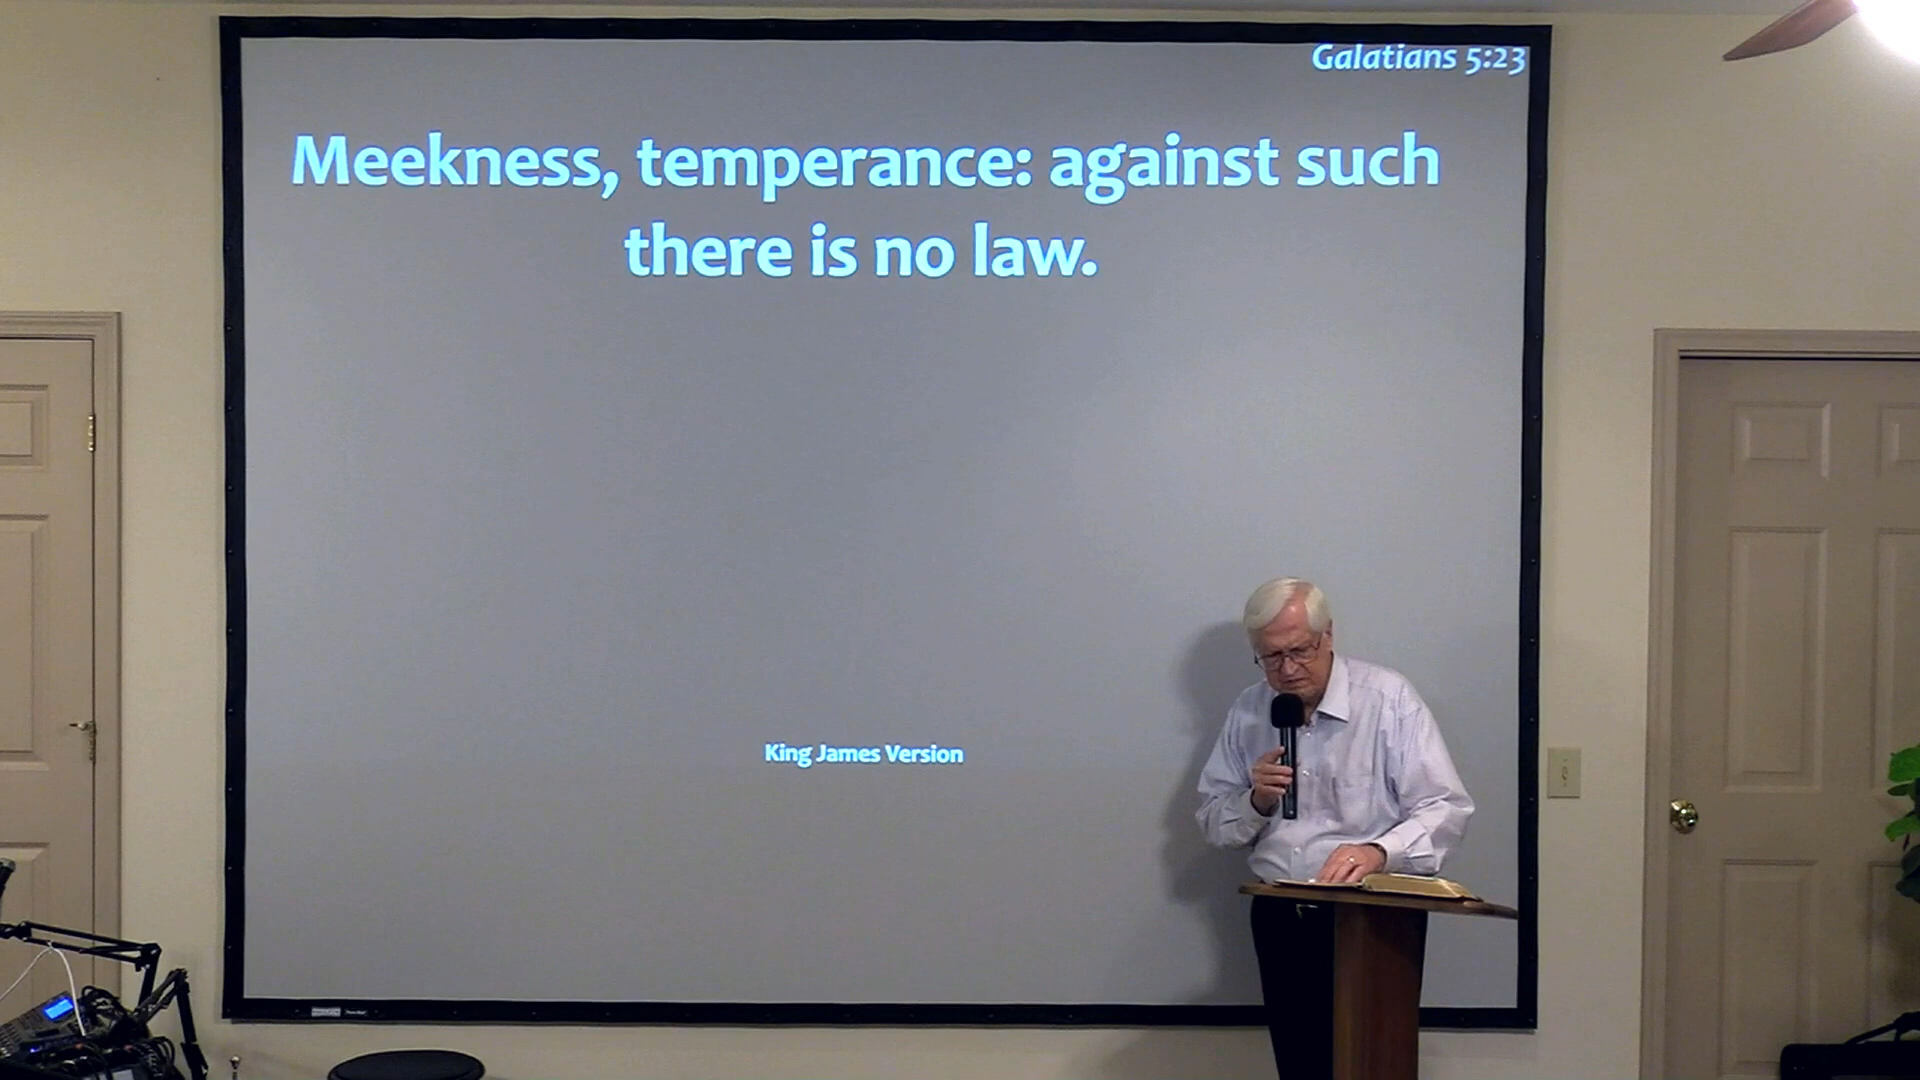 Galatians 5:23
Meekness, temperance: against such
there is no law.
King James Version